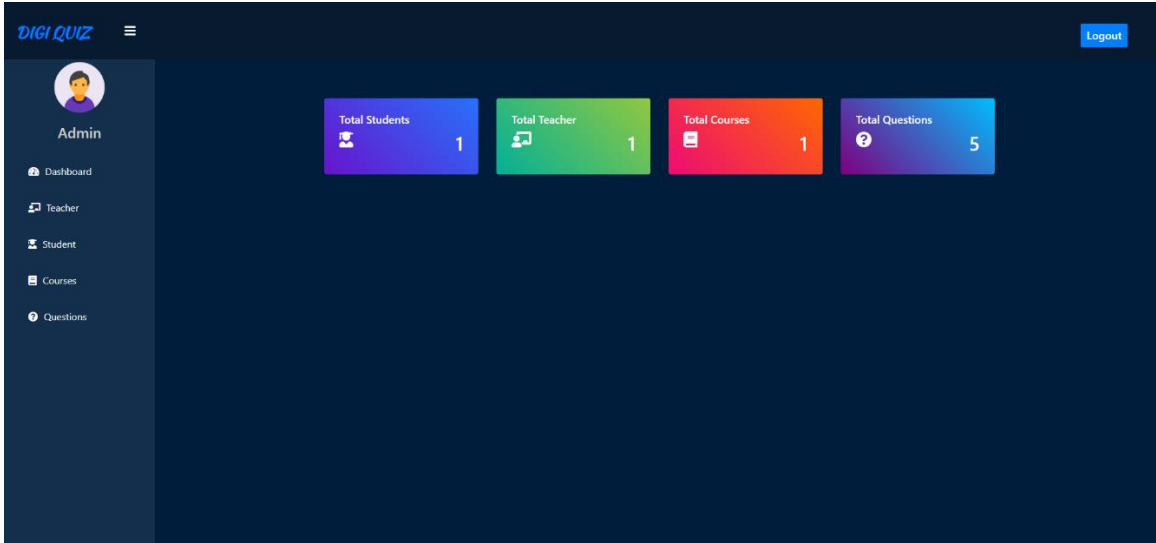 DIGI QUIZ
Logout
Admin
Dashboard
Teacher
Student
Courses
Questions
Total Students
1
Total Teacher
1
Total Courses
1
Total Questions
5